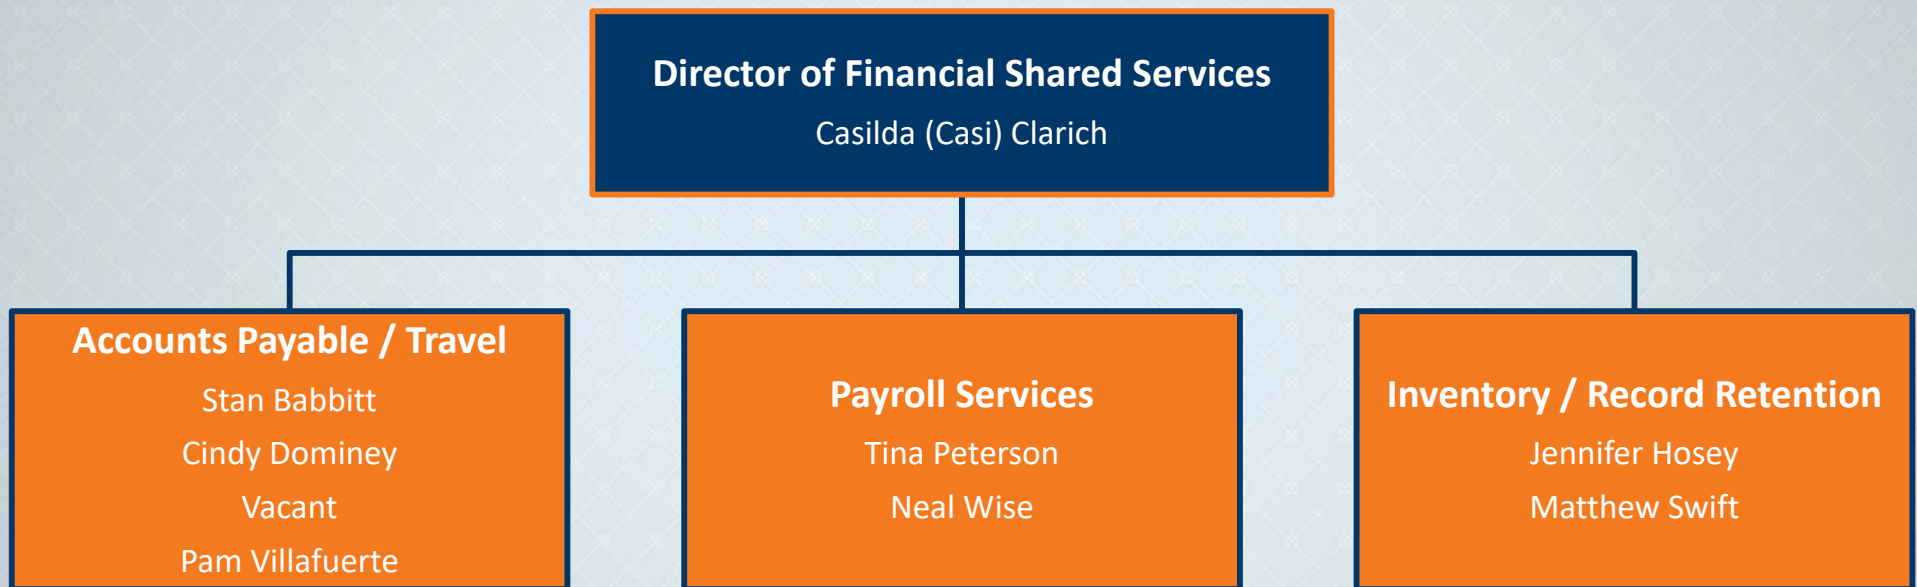 Director of Financial Shared Services
Casilda (Casi) Clarich
Accounts Payable / Travel
Stan Babbitt
Cindy Dominey
Vacant
Pam Villafuerte
Payroll Services
Tina Peterson
Neal Wise
Inventory / Record Retention
Jennifer Hosey
Matthew Swift